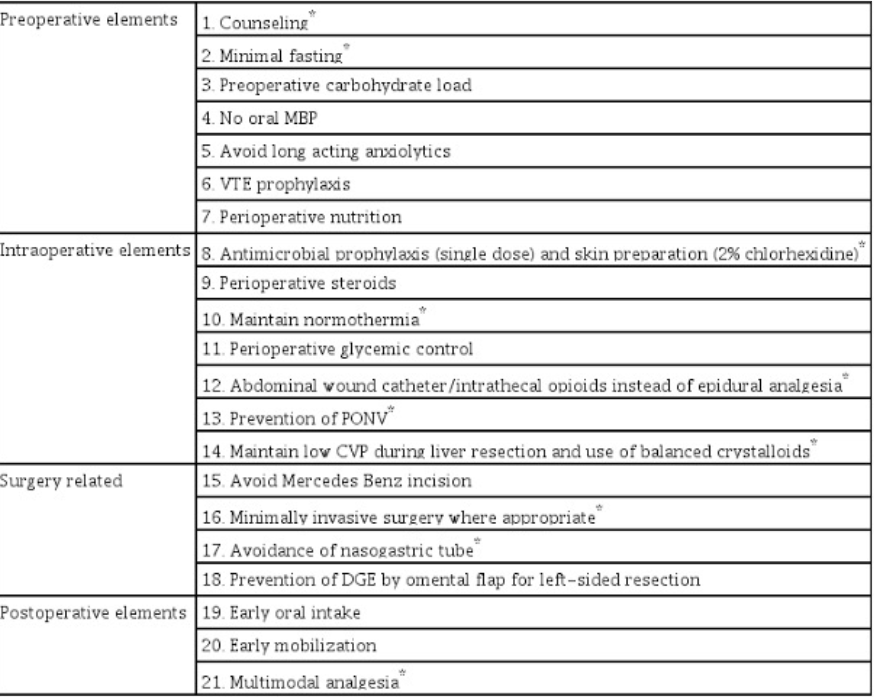 Preoperative elements
1. Counseling*
2. Minimal fasting*
3. Preoperative carbohydrate load
4. No oral MBP
5. Avoid long acting anxiolytics
6. VTE prophylaxis
7. Perioperative nutrition
Intraoperative elements
8. Antimicrobial prophylaxis (single dose) and skin preparation (2% chlorhexidine)*
9. Perioperative steroids
10. Maintain normothermia*
11. Perioperative glycemic control
12. Abdominal wound catheter/intrathecal opioids instead of epidural analgesia*
13. Prevention of PONV*
14. Maintain low CVP during liver resection and use of balanced crystalloids*
Surgery related
15. Avoid Mercedes Benz incision
16. Minimally invasive surgery where appropriate*
17. Avoidance of nasogastric tube*
18. Prevention of DGE by omental flap for left-sided resection
Postoperative elements
19. Early oral intake
20. Early mobilization
21. Multimodal analgesia*